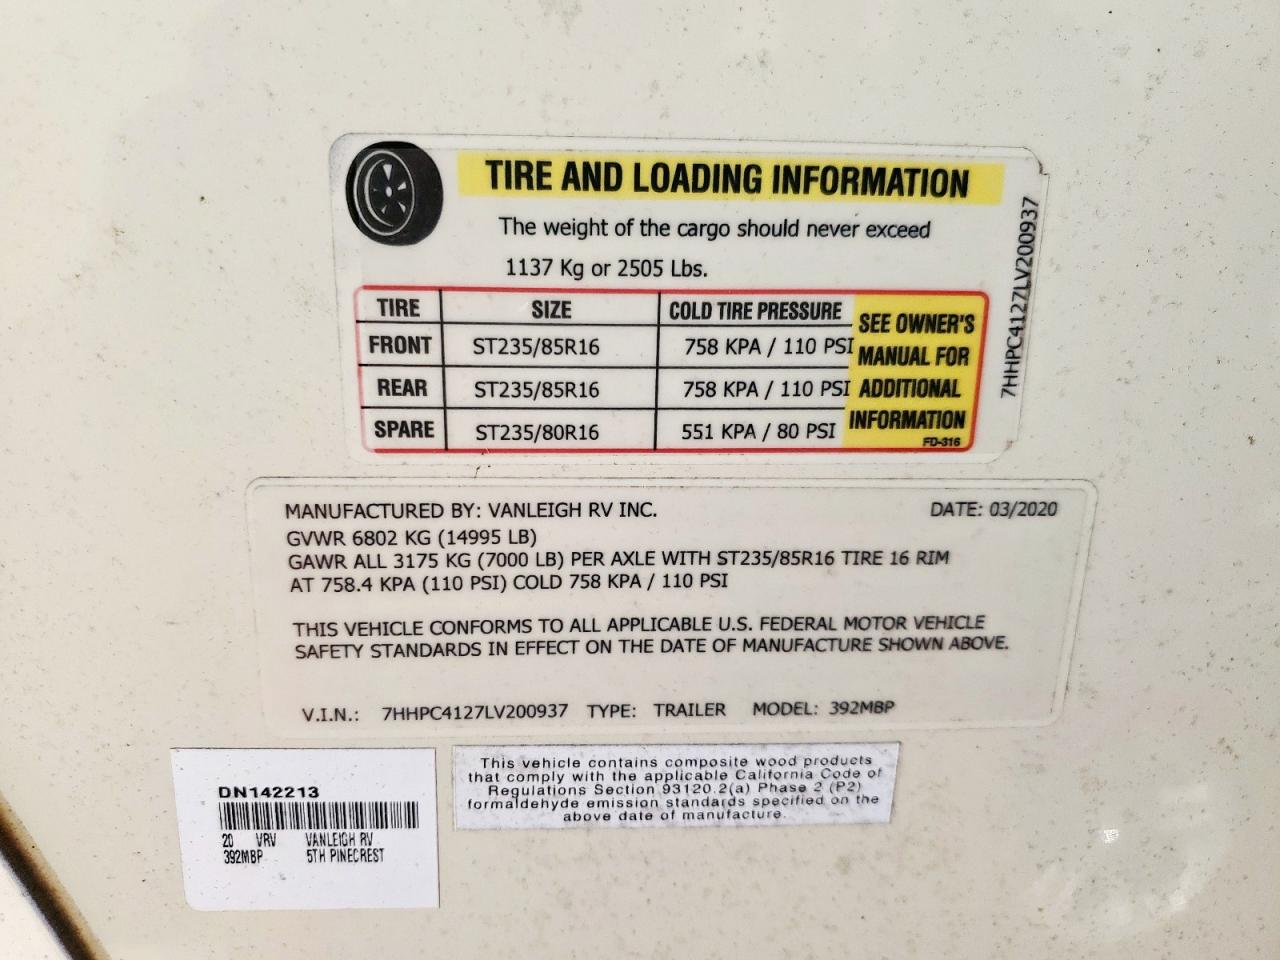 TIRE AND LOADING INFORMATION
The weight of the cargo should never exceed
1137 Kg or 2505 Lbs.
TIRE SIZE COLD TIRE PRESSURE
FRONT ST235/85R16 758 KPA / 110 PSI
REAR ST235/85R16 758 KPA / 110 PSI
SPARE ST235/80R16 551 KPA / 80 PSI
SEE OWNER'S
MANUAL FOR
ADDITIONAL
INFORMATION
FD-316
7HHPC4127LV200937
MANUFACTURED BY: VANLEIGH RV INC. DATE: 03/2020
GVWR 6802 KG (14995 LB)
GAWR ALL 3175 KG (7000 LB) PER AXLE WITH ST235/85R16 TIRE 16 RIM
AT 758.4 KPA (110 PSI) COLD 758 KPA / 110 PSI
THIS VEHICLE CONFORMS TO ALL APPLICABLE U.S. FEDERAL MOTOR VEHICLE
SAFETY STANDARDS IN EFFECT ON THE DATE OF MANUFACTURE SHOWN ABOVE.
V.I.N.: 7HHPC4127LV200937 TYPE: TRAILER MODEL: 392MBP
DN142213
20 VRV VANLEIGH RV
392MBP 5TH PINECREST
This vehicle contains composite wood products
that comply with the applicable California Code of
Regulations Section 93120.2(a) Phase 2 (P2)
formaldehyde emission standards specified on the
above date of manufacture.